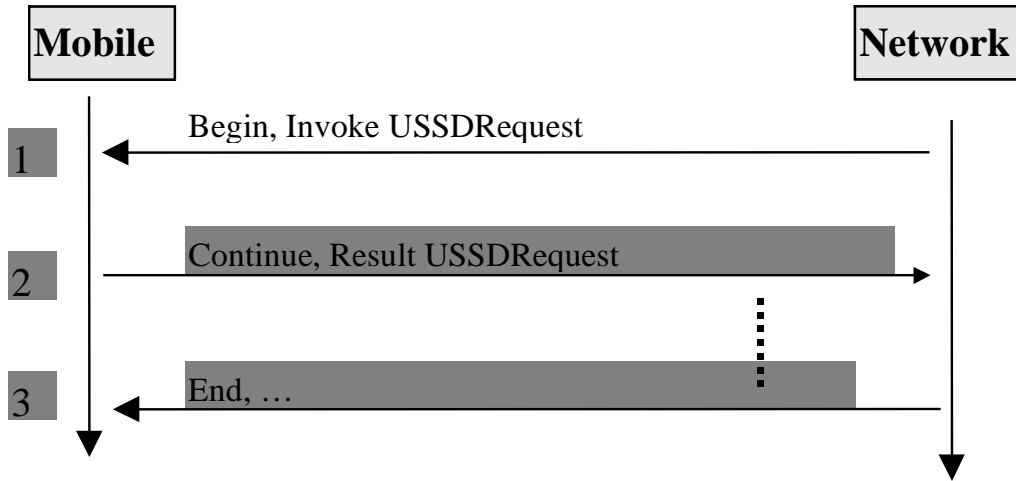 Mobile
Network
Begin, Invoke USSDRequest
1
Continue, Result USSDRequest
2
End, …
3